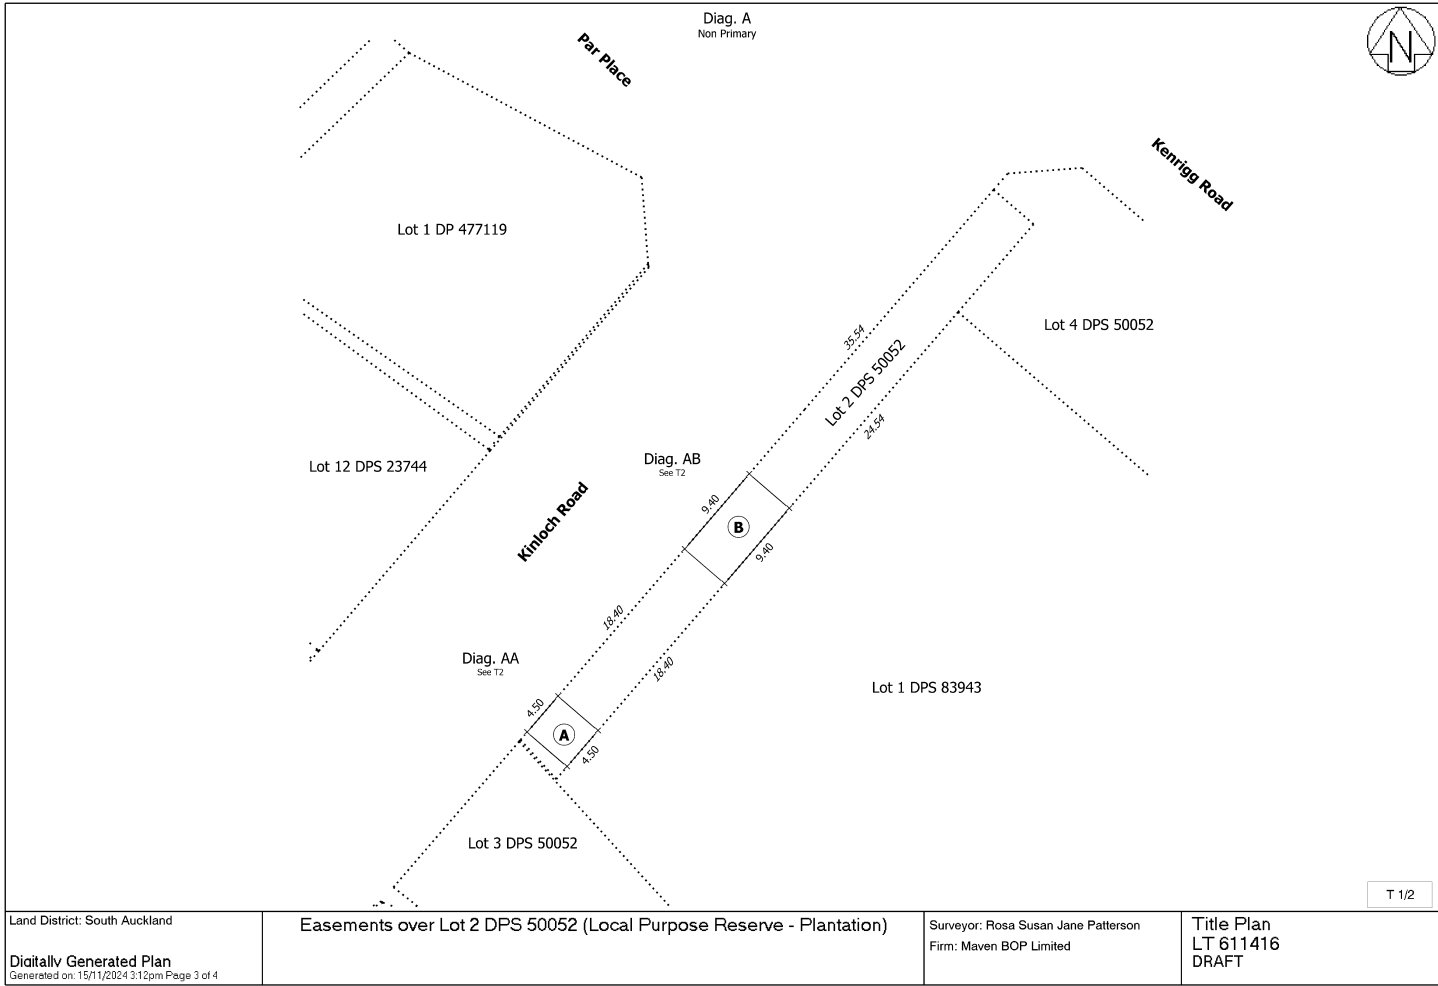 Diag. A
Non Primary
N
Par Place
Kenrigg Road
Lot 1 DP 477119
Lot 4 DPS 50052
35.54
Lot 2 DPS 50052
24.54
Diag. AB
See T2
Lot 12 DPS 23744
9.40
Kinloch Road
B
9.40
18.40
Diag. AA
See T2
18.40
Lot 1 DPS 83943
4.50
A
4.50
Lot 3 DPS 50052
T 1/2
Land District: South Auckland
Digitally Generated Plan
Generated on: 15/11/2024 3:12pm Page 3 of 4
Easements over Lot 2 DPS 50052 (Local Purpose Reserve - Plantation)
Surveyor: Rosa Susan Jane Patterson
Firm: Maven BOP Limited
Title Plan
LT 611416
DRAFT